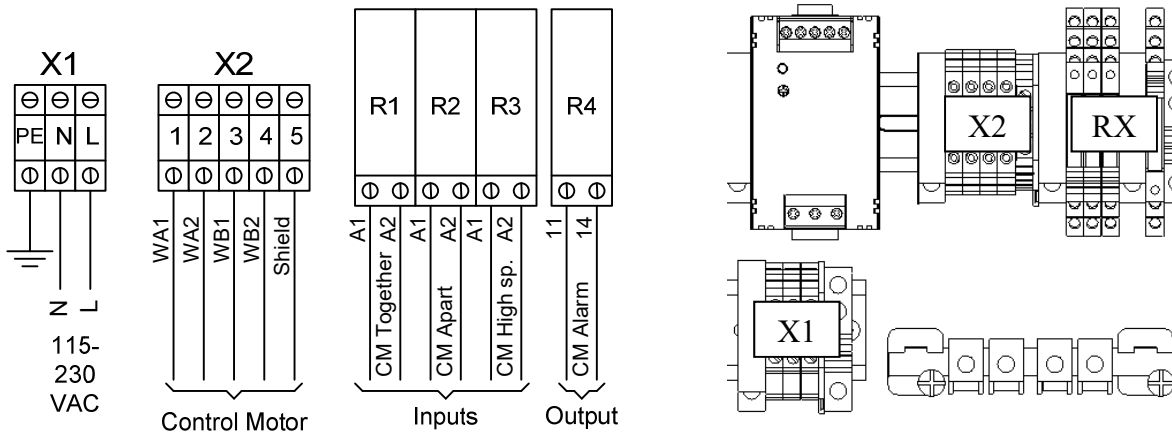 X1
PE N L
N
L
115-
230
VAC
X2
1 2 3 4 5
WA1
WA2
WB1
WB2
Shield
Control Motor
R1 R2 R3
A1
CM Together
A2
A1
CM Apart
A2
A1
CM High sp.
A2
Inputs
R4
11
CM Alarm
14
Output
X2
RX
X1